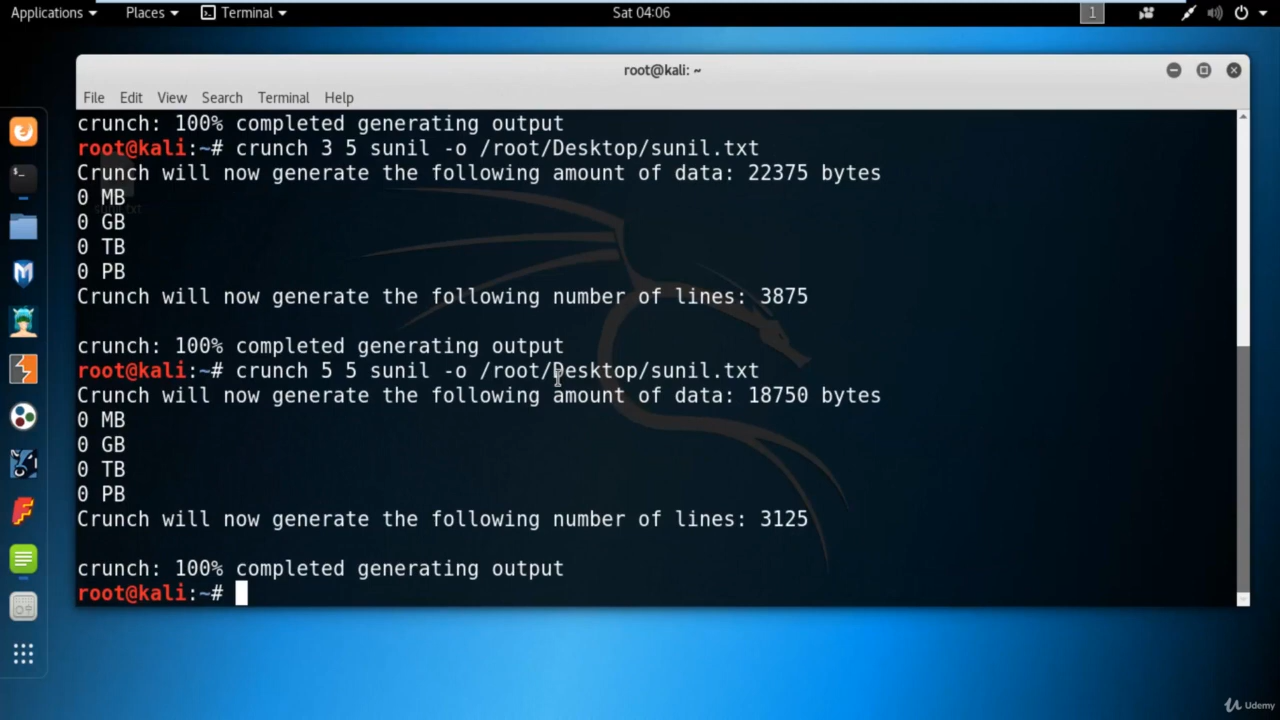 Applications Places Terminal Sat 04:06 1
root@kali: ~
File Edit View Search Terminal Help
crunch: 100% completed generating output
root@kali:~# crunch 3 5 sunil -o /root/Desktop/sunil.txt
Crunch will now generate the following amount of data: 22375 bytes
0 MB
sunil.txt
0 GB
0 TB
0 PB
Crunch will now generate the following number of lines: 3875
crunch: 100% completed generating output
root@kali:~# crunch 5 5 sunil -o /root/Desktop/sunil.txt
Crunch will now generate the following amount of data: 18750 bytes
0 MB
0 GB
0 TB
0 PB
Crunch will now generate the following number of lines: 3125
crunch: 100% completed generating output
root@kali:~#
Udemy